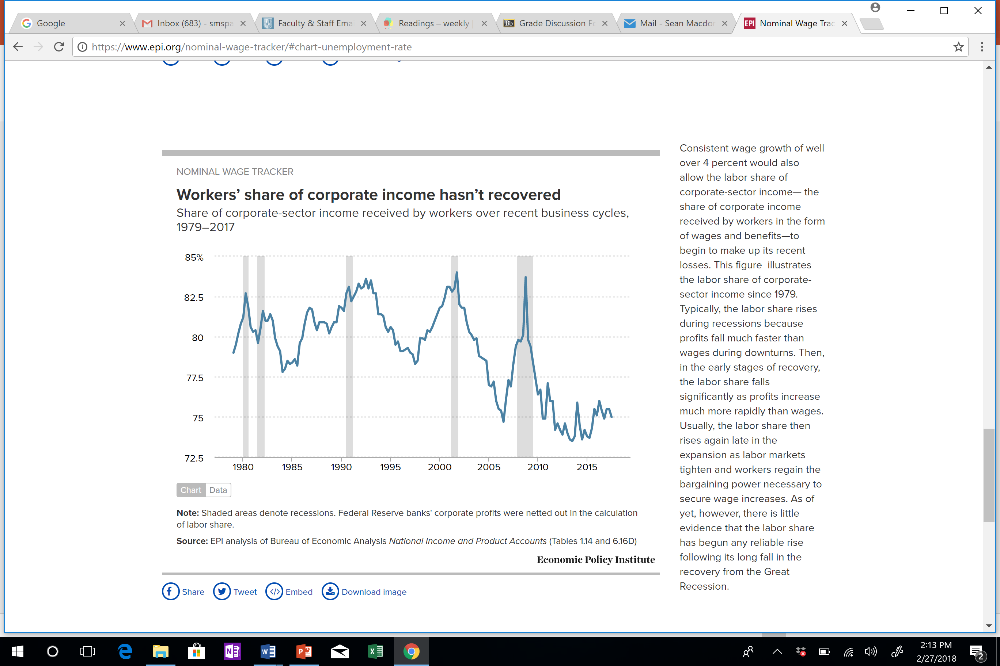 Google
Inbox (683) - smspa
Faculty & Staff Ema
Readings – weekly |
Bb Grade Discussion Fo
Mail - Sean Macdor
EPI Nominal Wage Trac
https://www.epi.org/nominal-wage-tracker/#chart-unemployment-rate
NOMINAL WAGE TRACKER
Workers’ share of corporate income hasn’t recovered
Share of corporate-sector income received by workers over recent business cycles,
1979–2017
85%
82.5
80
77.5
75
72.5
1980 1985 1990 1995 2000 2005 2010 2015
Chart Data
Note: Shaded areas denote recessions. Federal Reserve banks' corporate profits were netted out in the calculation
of labor share.
Source: EPI analysis of Bureau of Economic Analysis National Income and Product Accounts (Tables 1.14 and 6.16D)
Economic Policy Institute
Share Tweet Embed Download image
Consistent wage growth of well
over 4 percent would also
allow the labor share of
corporate-sector income— the
share of corporate income
received by workers in the form
of wages and benefits—to
begin to make up its recent
losses. This figure  illustrates
the labor share of corporate-
sector income since 1979.
Typically, the labor share rises
during recessions because
profits fall much faster than
wages during downturns. Then,
in the early stages of recovery,
the labor share falls
significantly as profits increase
much more rapidly than wages.
Usually, the labor share then
rises again late in the
expansion as labor markets
tighten and workers regain the
bargaining power necessary to
secure wage increases. As of
yet, however, there is little
evidence that the labor share
has begun any reliable rise
following its long fall in the
recovery from the Great
Recession.
2:13 PM
2/27/2018
2